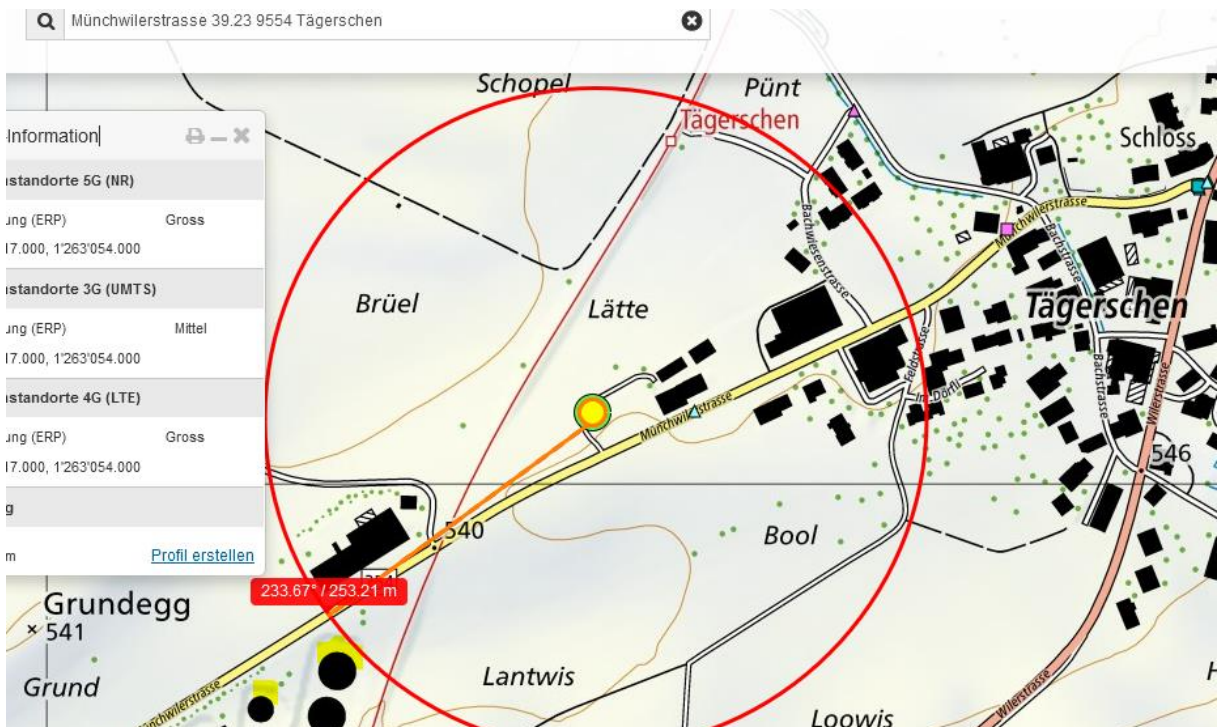 Münchwilerstrasse 39.23 9554 Tägerschen
Schopel
Pünt
Tägerschen
Schloss
Information
standorte 5G (NR)
ung (ERP) Gross
17.000, 1'263'054.000
standorte 3G (UMTS)
ung (ERP) Mittel
17.000, 1'263'054.000
standorte 4G (LTE)
ung (ERP) Gross
17.000, 1'263'054.000
g
m Profil erstellen
Münchwilerstrasse
Bachwiesenstrasse
Bachstrasse
Brüel
Lätte
Tägerschen
Feldstrasse
Im Dörfli
Bachstrasse
Wilerstrasse
Münchwilerstrasse
546
540
Bool
233.67° / 253.21 m
Grundegg
541
Grund
Lantwis
Münchwilerstrasse
Loowis
Wilerstrasse
H